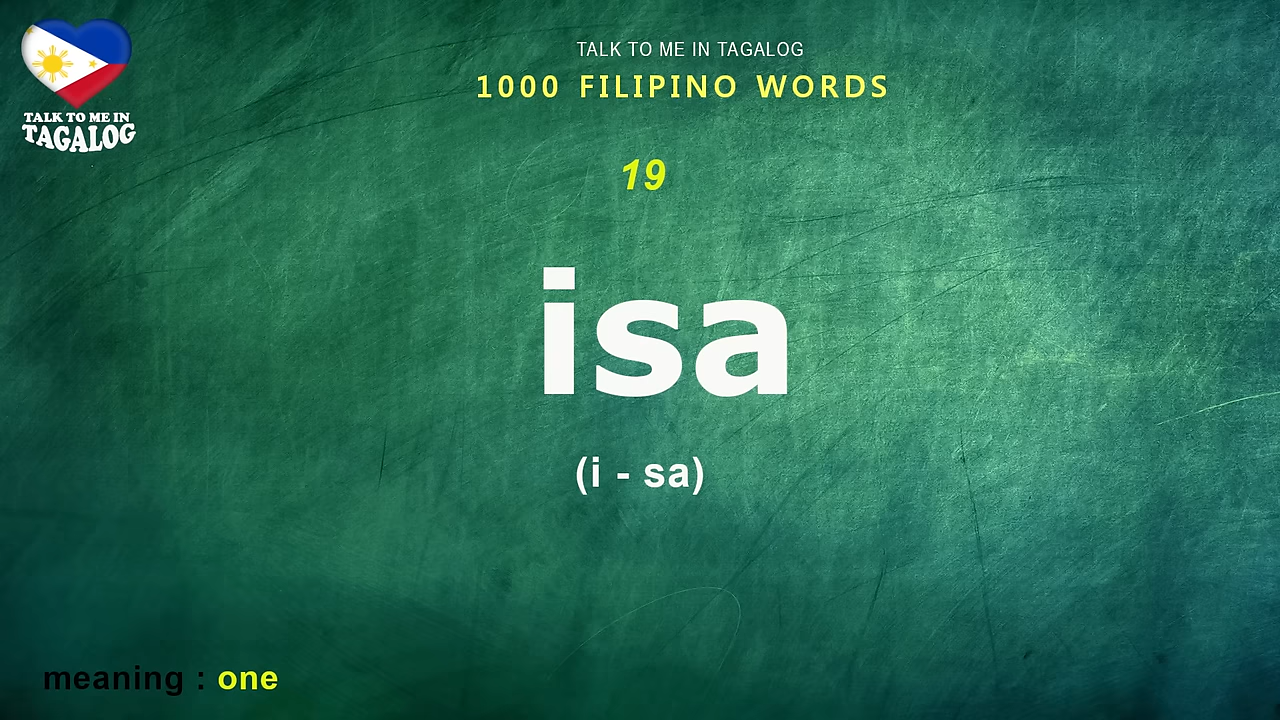 TALK TO ME IN
TAGALOG
TALK TO ME IN TAGALOG
1000 FILIPINO WORDS
19
isa
(i - sa)
meaning : one